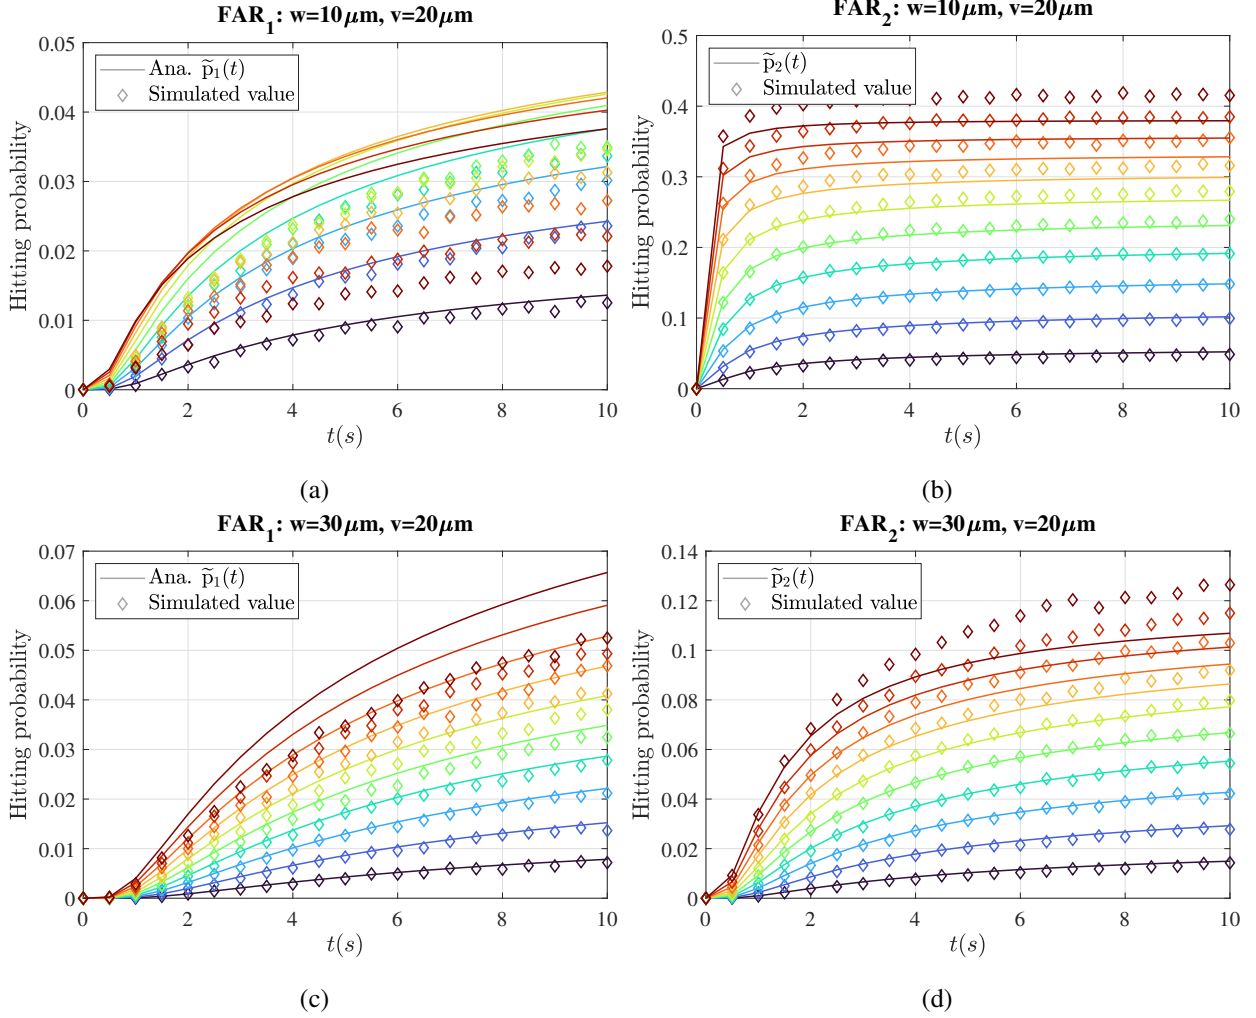 FAR1: w=10μm, v=20μm
0.05
0.04
0.03
0.02
0.01
0
Hitting probability
Ana. p̃1(t)
Simulated value
0 2 4 6 8 10
t(s)
(a)
FAR2: w=10μm, v=20μm
0.5
0.4
0.3
0.2
0.1
0
Hitting probability
p̃2(t)
Simulated value
0 2 4 6 8 10
t(s)
(b)
FAR1: w=30μm, v=20μm
0.07
0.06
0.05
0.04
0.03
0.02
0.01
0
Hitting probability
Ana. p̃1(t)
Simulated value
0 2 4 6 8 10
t(s)
(c)
FAR2: w=30μm, v=20μm
0.14
0.12
0.1
0.08
0.06
0.04
0.02
0
Hitting probability
p̃2(t)
Simulated value
0 2 4 6 8 10
t(s)
(d)